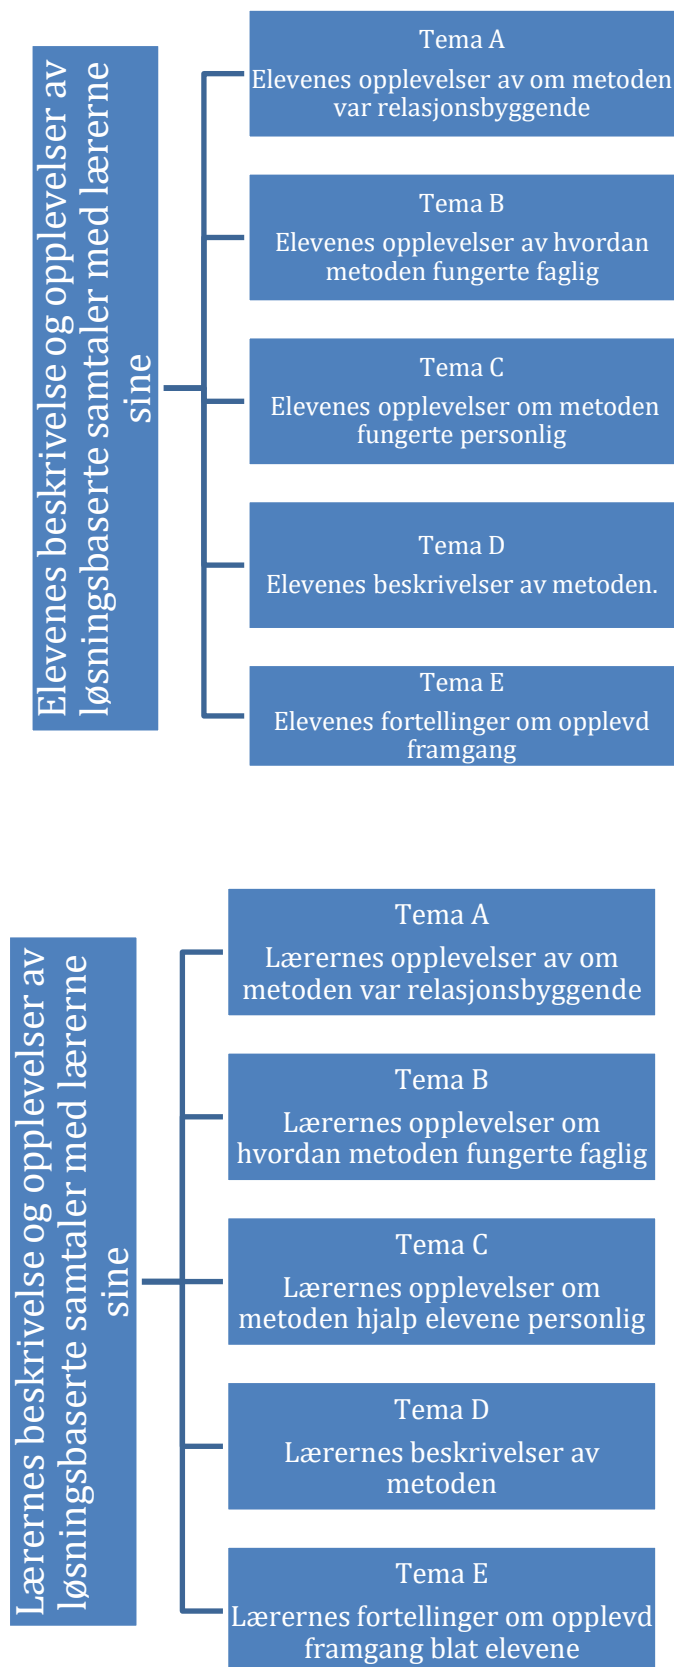 Elevenes beskrivelse og opplevelser av
løsningsbaserte samtaler med lærerne
sine
Tema A
Elevenes opplevelser av om metoden
var relasjonsbyggende
Tema B
Elevenes opplevelser av hvordan
metoden fungerte faglig
Tema C
Elevenes opplevelser om metoden
fungerte personlig
Tema D
Elevenes beskrivelser av metoden.
Tema E
Elevenes fortellinger om opplevd
framgang
Lærernes beskrivelse og opplevelser av
løsningsbaserte samtaler med lærerne
sine
Tema A
Lærernes opplevelser av om
metoden var relasjonsbyggende
Tema B
Lærernes opplevelser om
hvordan metoden fungerte faglig
Tema C
Lærernes opplevelser om
metoden hjalp elevene personlig
Tema D
Lærernes beskrivelser av
metoden
Tema E
Lærernes fortellinger om opplevd
framgang blat elevene